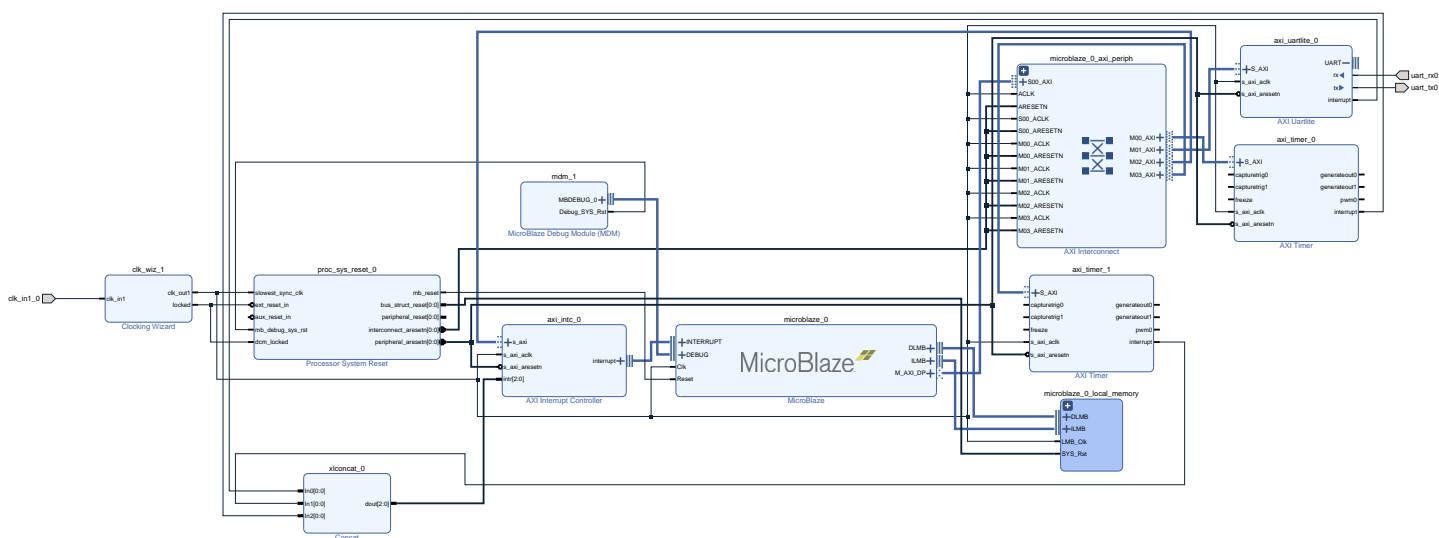 clk_in1_0
clk_wiz_1
clk_in1
clk_out1
locked
Clocking Wizard
proc_sys_reset_0
slowest_sync_clk
ext_reset_in
aux_reset_in
mb_debug_sys_rst
dcm_locked
mb_reset
bus_struct_reset[0:0]
peripheral_reset[0:0]
interconnect_aresetn[0:0]
peripheral_aresetn[0:0]
Processor System Reset
mdm_1
MBDEBUG_0
Debug_SYS_Rst
MicroBlaze Debug Module (MDM)
axi_intc_0
s_axi
s_axi_aclk
s_axi_aresetn
intr[2:0]
interrupt
AXI Interrupt Controller
microblaze_0
INTERRUPT
DEBUG
Clk
Reset
MicroBlaze
DLMB
ILMB
M_AXI_DP
MicroBlaze
microblaze_0_axi_periph
S00_AXI
ACLK
ARESETN
S00_ACLK
S00_ARESETN
M00_ACLK
M00_ARESETN
M01_ACLK
M01_ARESETN
M02_ACLK
M02_ARESETN
M03_ACLK
M03_ARESETN
M00_AXI
M01_AXI
M02_AXI
M03_AXI
AXI Interconnect
axi_uartlite_0
S_AXI
s_axi_aclk
s_axi_aresetn
UART
rx
tx
interrupt
AXI Uartlite
uart_rx0
uart_tx0
axi_timer_0
S_AXI
capturetrig0
capturetrig1
freeze
s_axi_aclk
s_axi_aresetn
generateout0
generateout1
pwm0
interrupt
AXI Timer
axi_timer_1
S_AXI
capturetrig0
capturetrig1
freeze
s_axi_aclk
s_axi_aresetn
generateout0
generateout1
pwm0
interrupt
AXI Timer
microblaze_0_local_memory
DLMB
ILMB
LMB_Clk
SYS_Rst
xlconcat_0
In0[0:0]
In1[0:0]
In2[0:0]
dout[2:0]
Concat